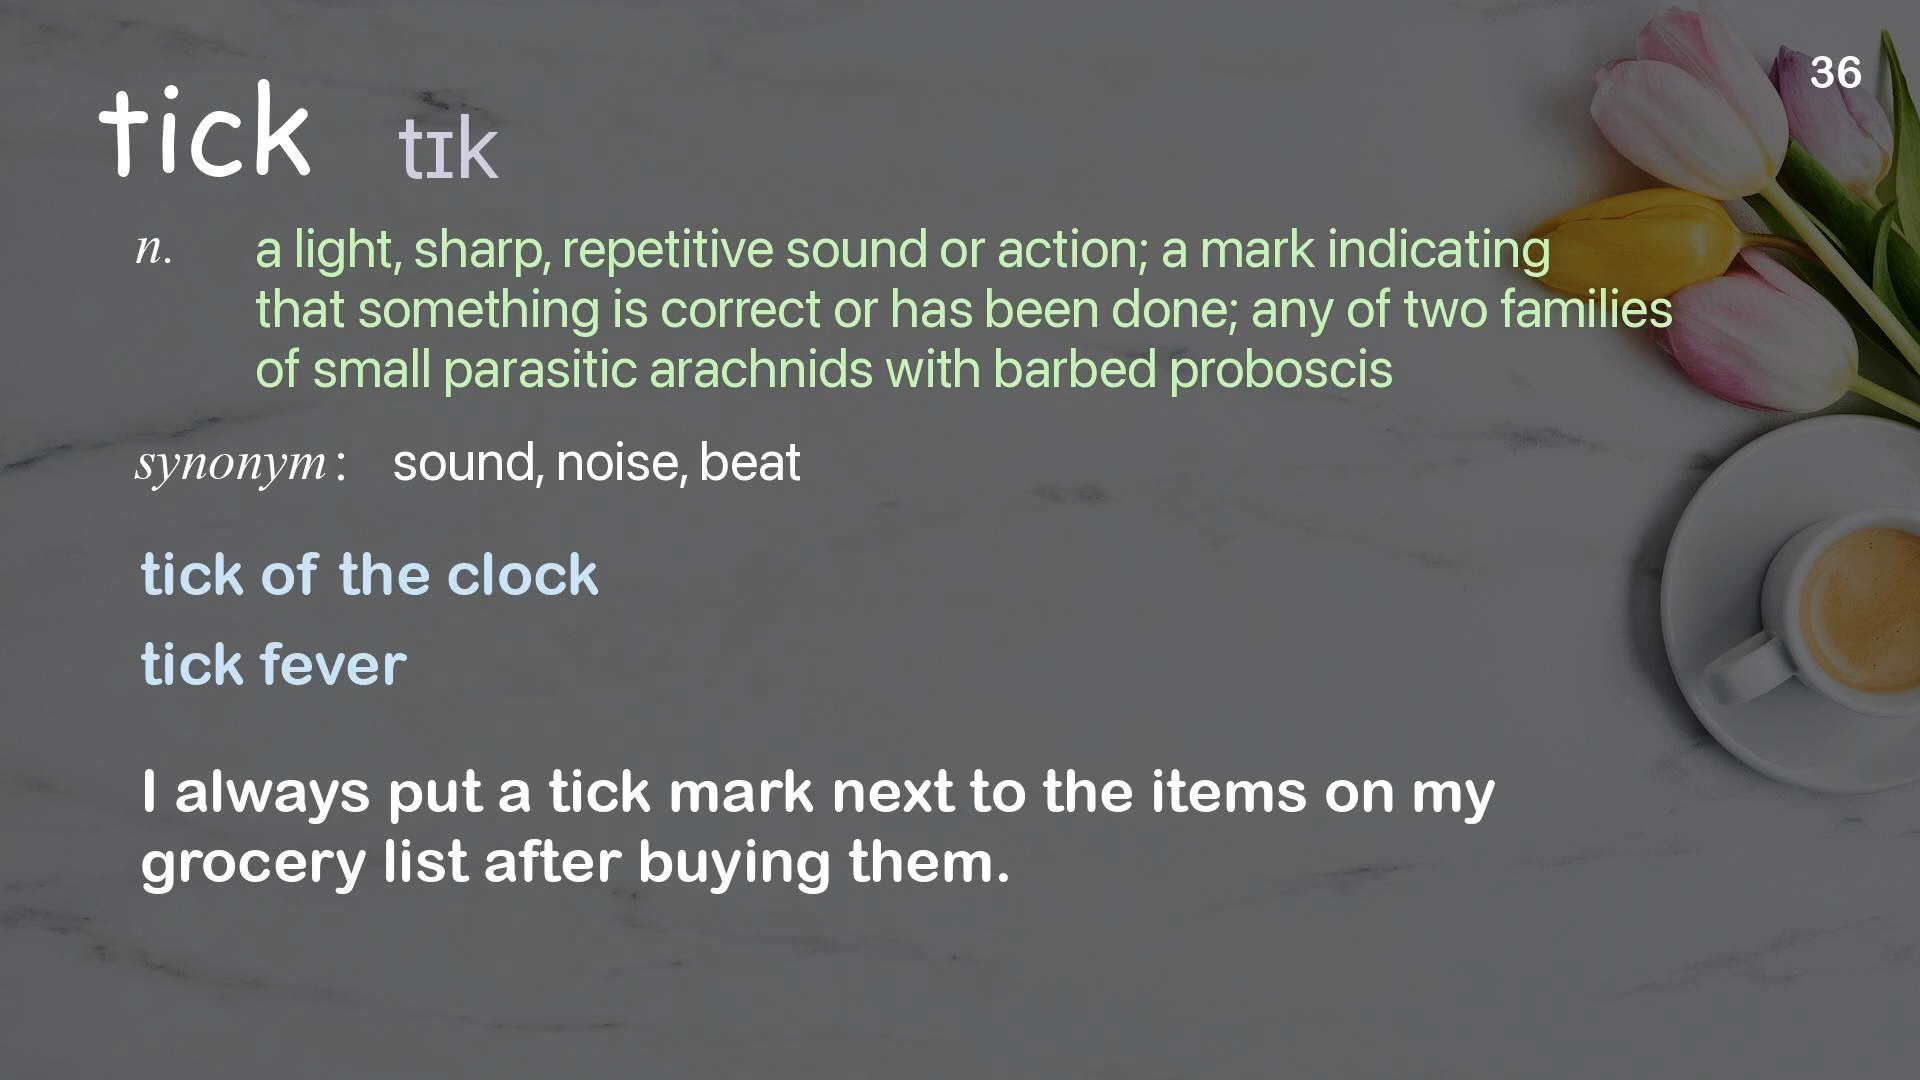 36
tick tɪk
n. a light, sharp, repetitive sound or action; a mark indicating
that something is correct or has been done; any of two families
of small parasitic arachnids with barbed proboscis
synonym: sound, noise, beat
tick of the clock
tick fever
I always put a tick mark next to the items on my
grocery list after buying them.